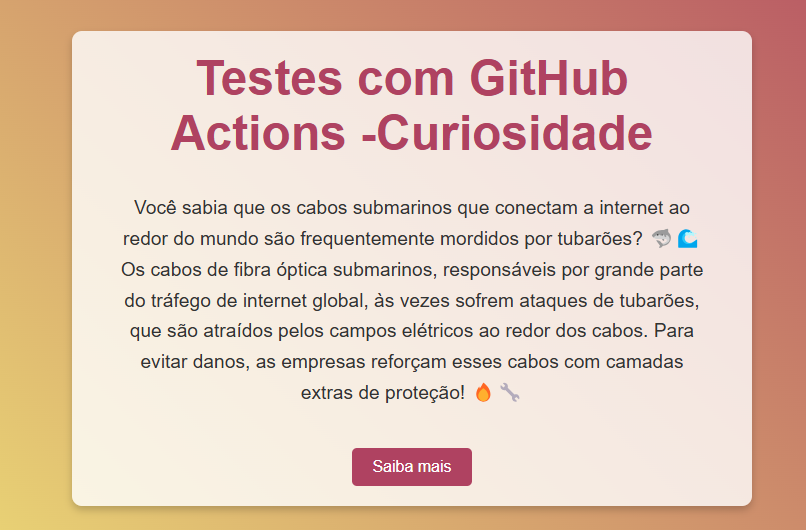 Testes com GitHub
Actions -Curiosidade
Você sabia que os cabos submarinos que conectam a internet ao
redor do mundo são frequentemente mordidos por tubarões? 🦈🌊
Os cabos de fibra óptica submarinos, responsáveis por grande parte
do tráfego de internet global, às vezes sofrem ataques de tubarões,
que são atraídos pelos campos elétricos ao redor dos cabos. Para
evitar danos, as empresas reforçam esses cabos com camadas
extras de proteção! 🔥🔧
Saiba mais